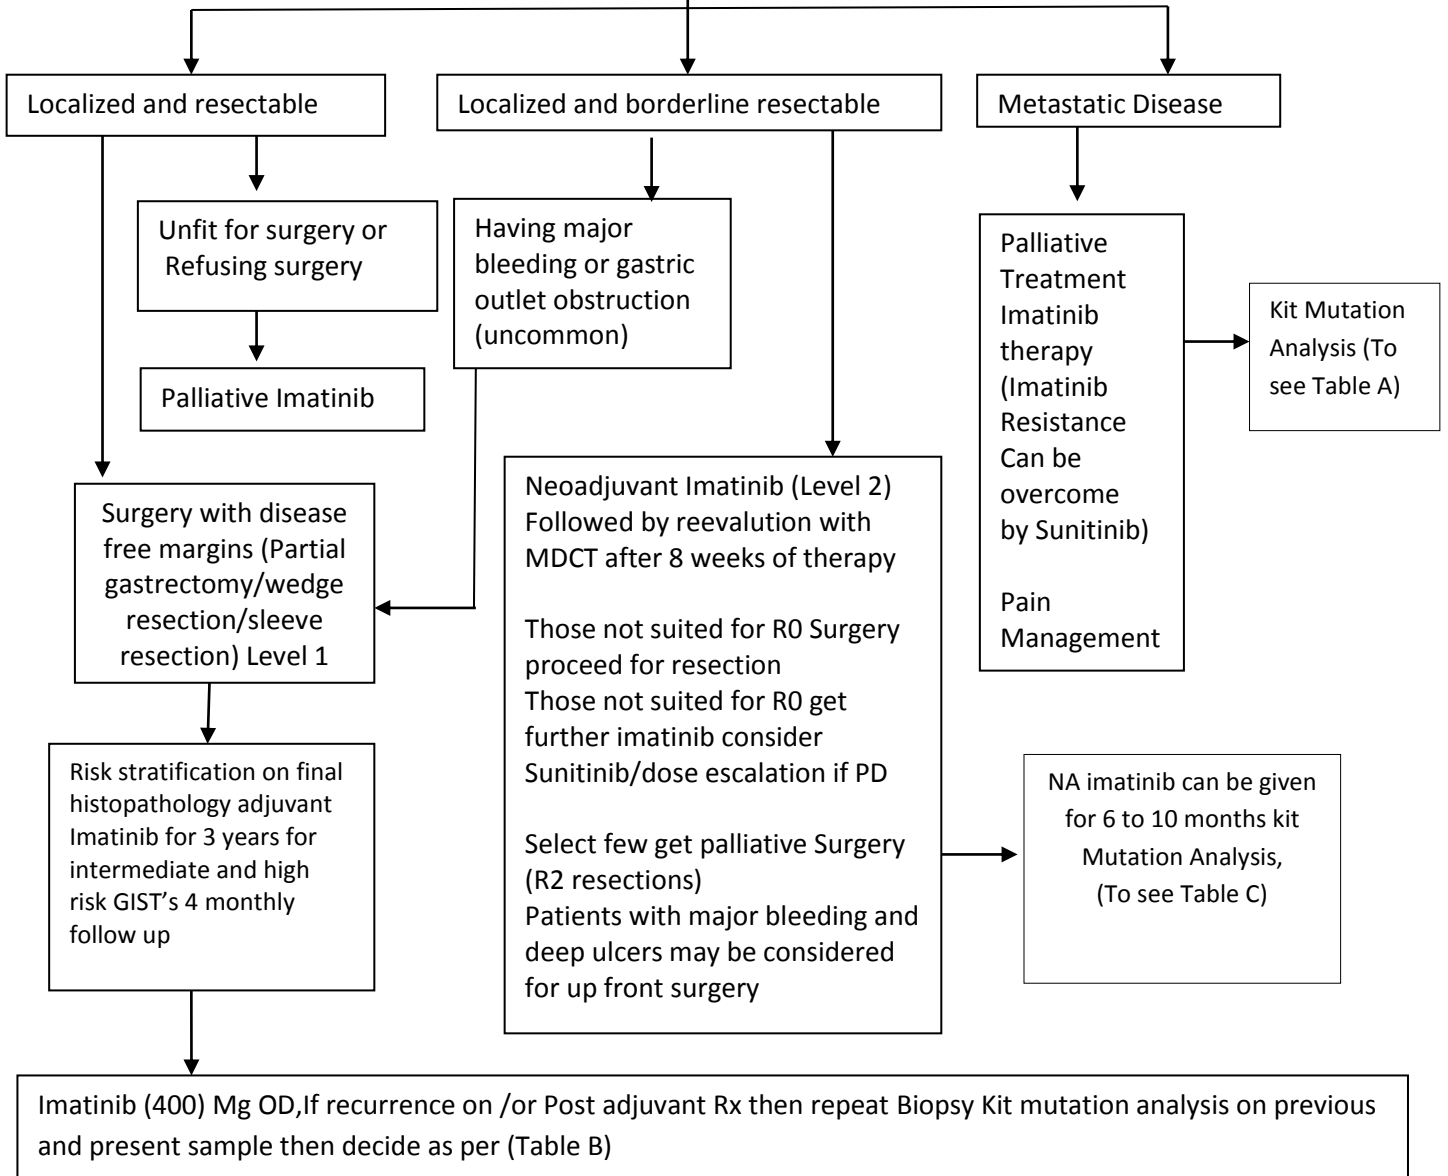 Localized and resectable
Localized and borderline resectable
Metastatic Disease
Unfit for surgery or
Refusing surgery
Having major
bleeding or gastric
outlet obstruction
(uncommon)
Palliative
Treatment
Imatinib
therapy
(Imatinib
Resistance
Can be
overcome
by Sunitinib)
Pain
Management
Kit Mutation
Analysis (To
see Table A)
Palliative Imatinib
Surgery with disease
free margins (Partial
gastrectomy/wedge
resection/sleeve
resection) Level 1
Neoadjuvant Imatinib (Level 2)
Followed by reevalution with
MDCT after 8 weeks of therapy
Those not suited for R0 Surgery
proceed for resection
Those not suited for R0 get
further imatinib consider
Sunitinib/dose escalation if PD
Select few get palliative Surgery
(R2 resections)
Patients with major bleeding and
deep ulcers may be considered
for up front surgery
Risk stratification on final
histopathology adjuvant
Imatinib for 3 years for
intermediate and high
risk GIST’s 4 monthly
follow up
NA imatinib can be given
for 6 to 10 months kit
Mutation Analysis,
(To see Table C)
Imatinib (400) Mg OD,If recurrence on /or Post adjuvant Rx then repeat Biopsy Kit mutation analysis on previous
and present sample then decide as per (Table B)